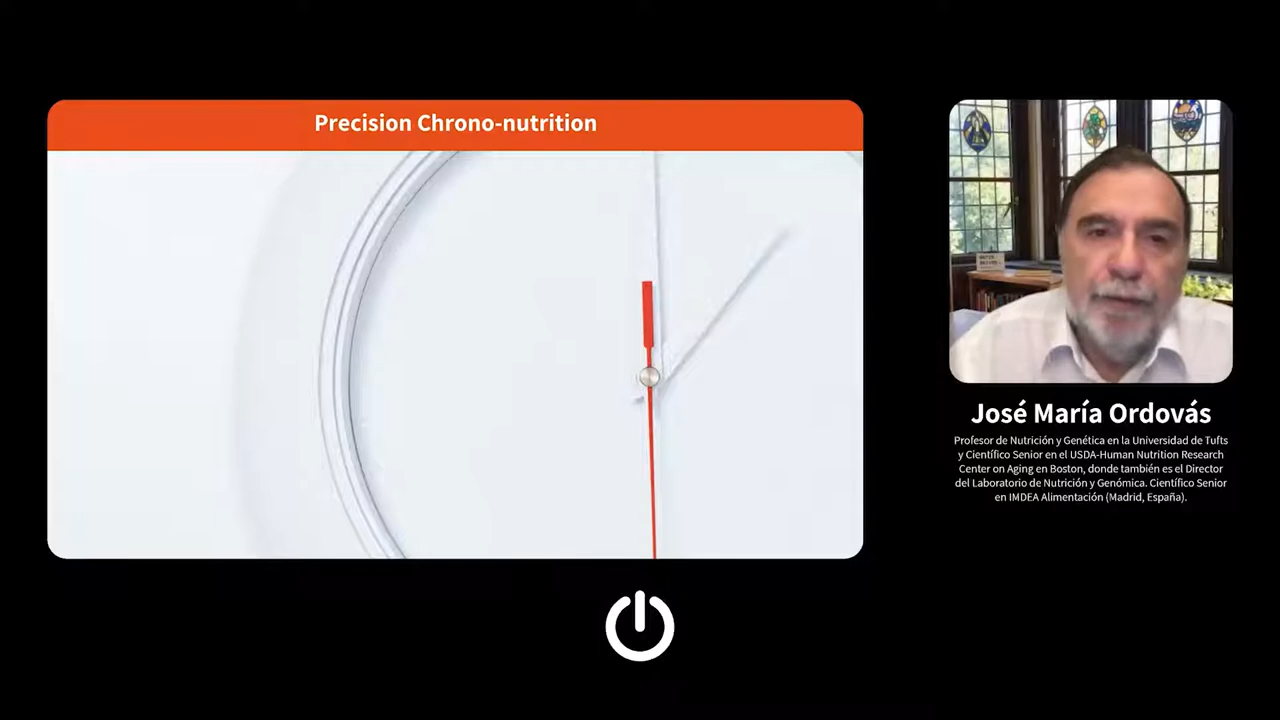 Precision Chrono-nutrition
José María Ordovás
Profesor de Nutrición y Genética en la Universidad de Tufts
y Científico Senior en el USDA-Human Nutrition Research
Center on Aging en Boston, donde también es el Director
del Laboratorio de Nutrición y Genómica. Científico Senior
en IMDEA Alimentación (Madrid, España).